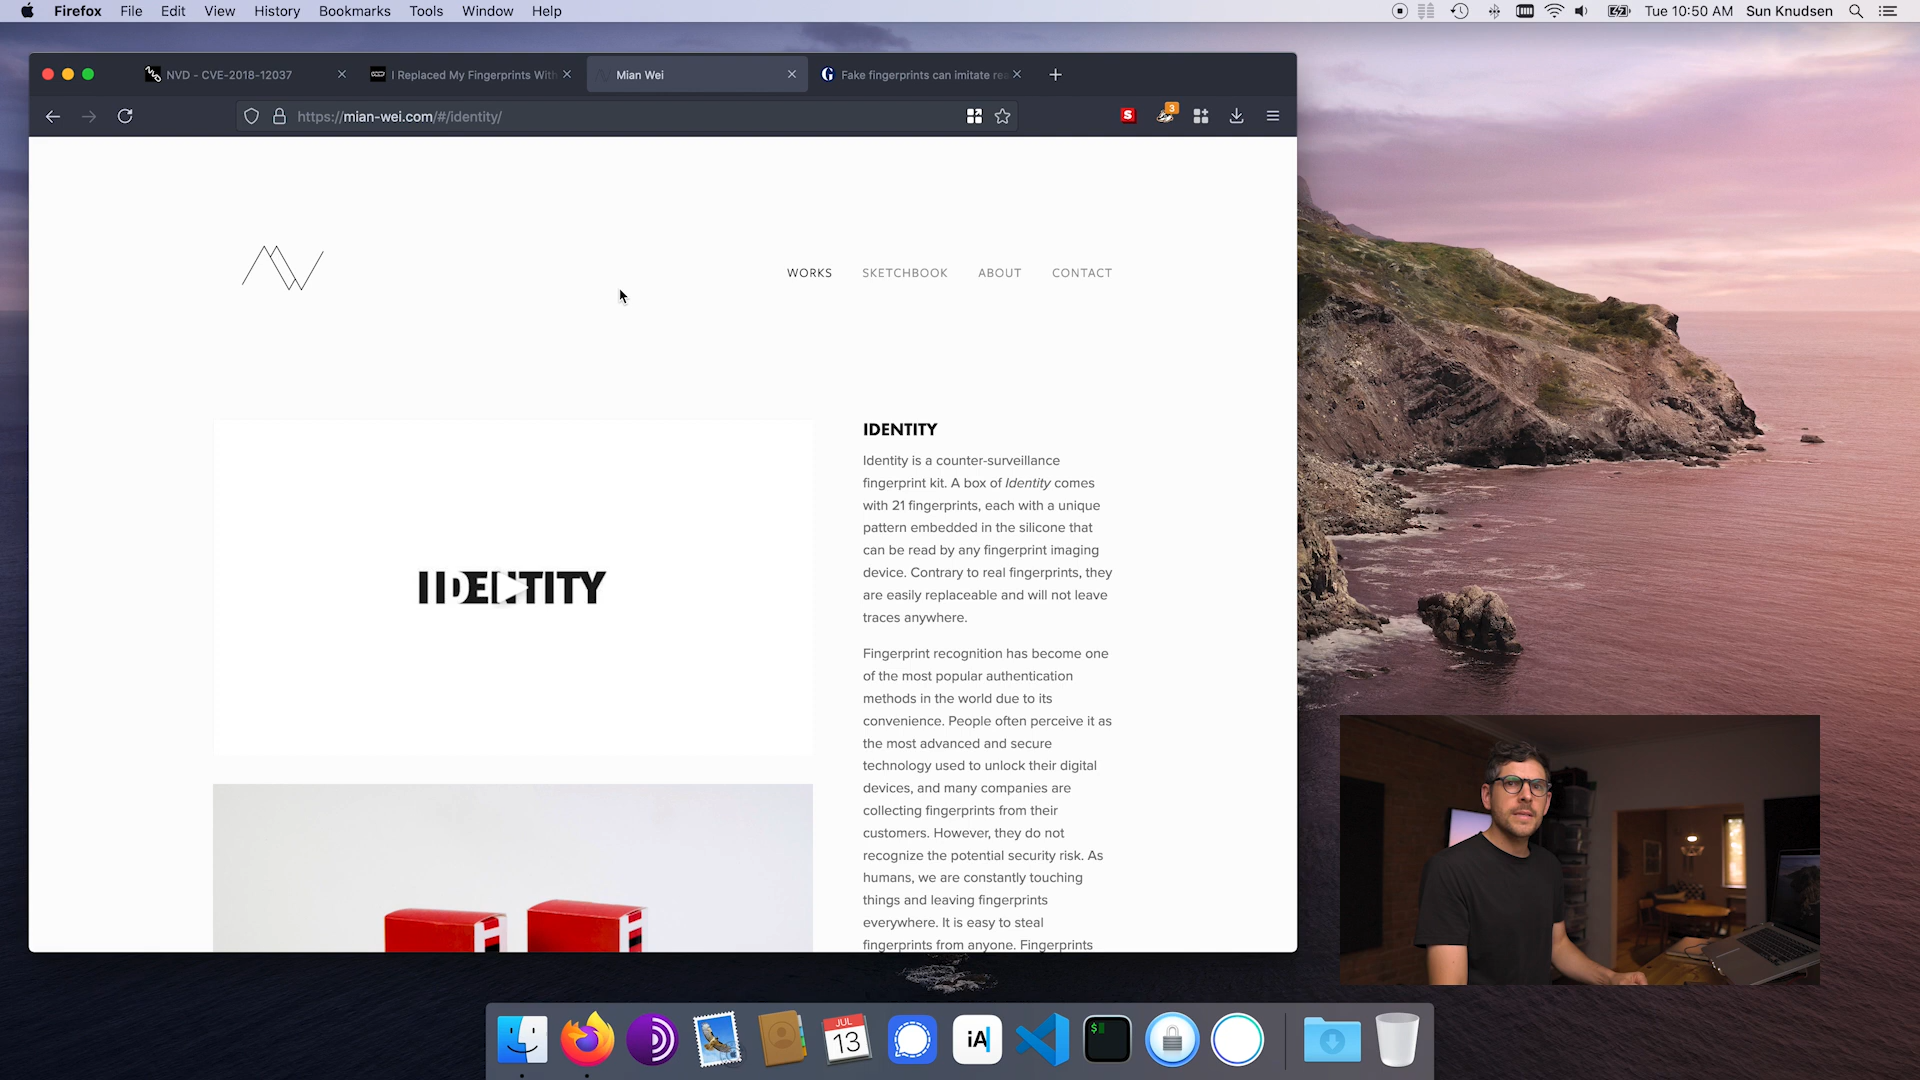 Firefox File Edit View History Bookmarks Tools Window Help
Tue 10:50 AM Sun Knudsen
NVD - CVE-2018-12037
I Replaced My Fingerprints With
Mian Wei
Fake fingerprints can imitate rea
https://mian-wei.com/#/identity/
S
3
WORKS SKETCHBOOK ABOUT CONTACT
IDENTITY
IDENTITY
Identity is a counter-surveillance
fingerprint kit. A box of Identity comes
with 21 fingerprints, each with a unique
pattern embedded in the silicone that
can be read by any fingerprint imaging
device. Contrary to real fingerprints, they
are easily replaceable and will not leave
traces anywhere.
Fingerprint recognition has become one
of the most popular authentication
methods in the world due to its
convenience. People often perceive it as
the most advanced and secure
technology used to unlock their digital
devices, and many companies are
collecting fingerprints from their
customers. However, they do not
recognize the potential security risk. As
humans, we are constantly touching
things and leaving fingerprints
everywhere. It is easy to steal
fingerprints from anyone. Fingerprints
JUL
13
iA
$